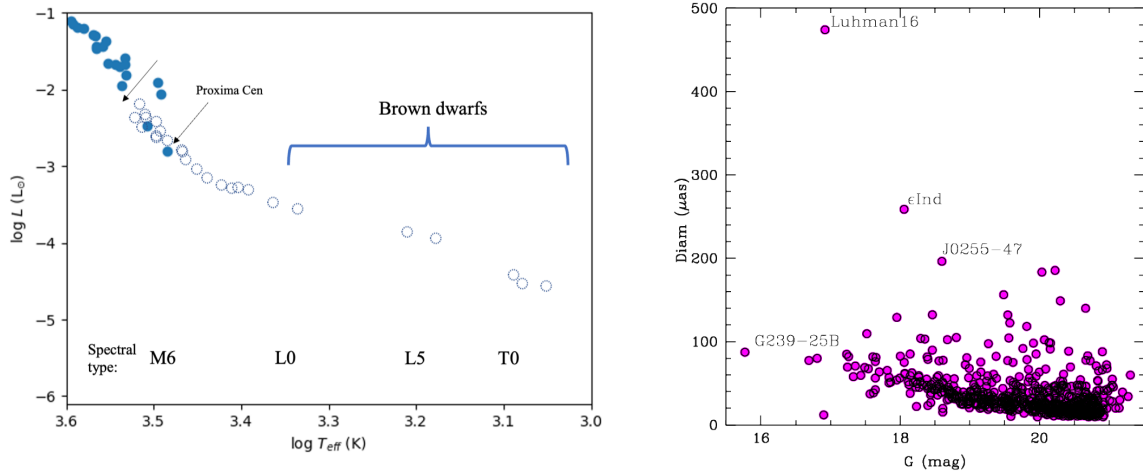 −1
−2
−3
−4
−5
−6
log L (L⊙)
Proxima Cen
Brown dwarfs
Spectral
type:
M6
L0
L5
T0
3.6
3.5
3.4
3.3
3.2
3.1
3.0
log Teff (K)
500
400
300
200
100
0
Diam (μas)
Luhman16
εInd
J0255−47
G239−25B
16
18
20
G (mag)